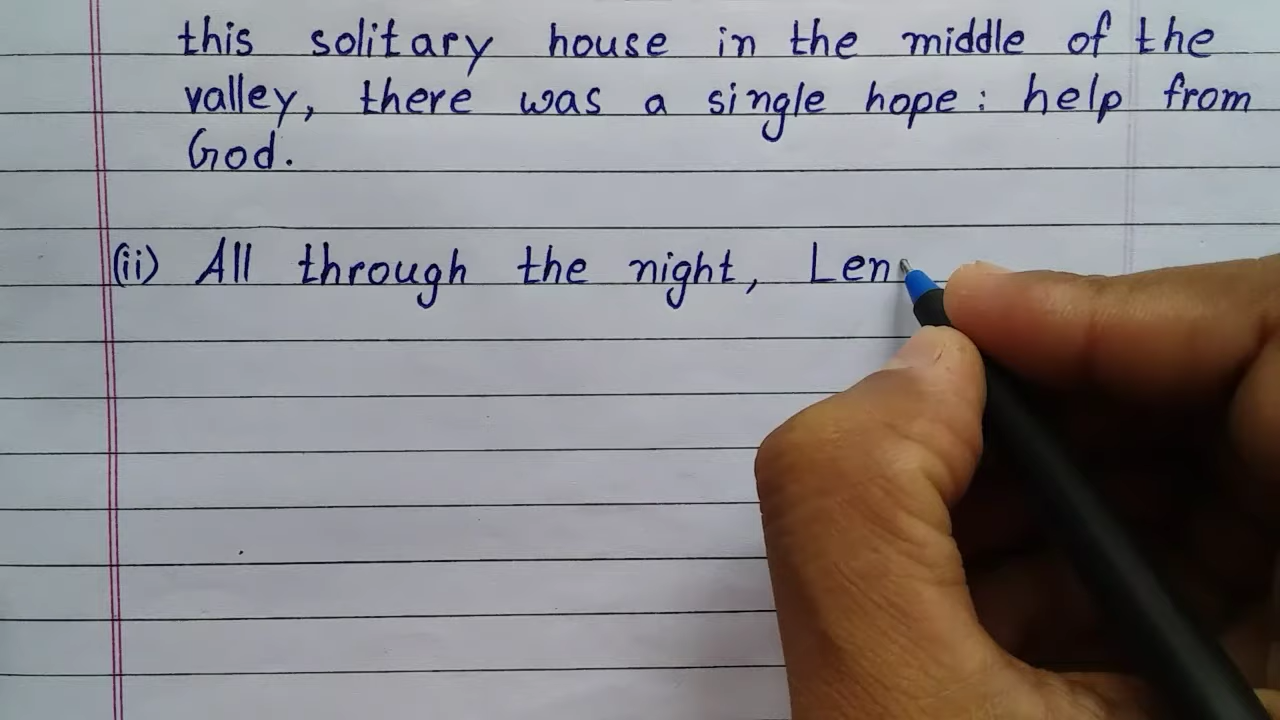 this solitary house in the middle of the
valley, there was a single hope: help from
God.
(ii) All through the night, Len